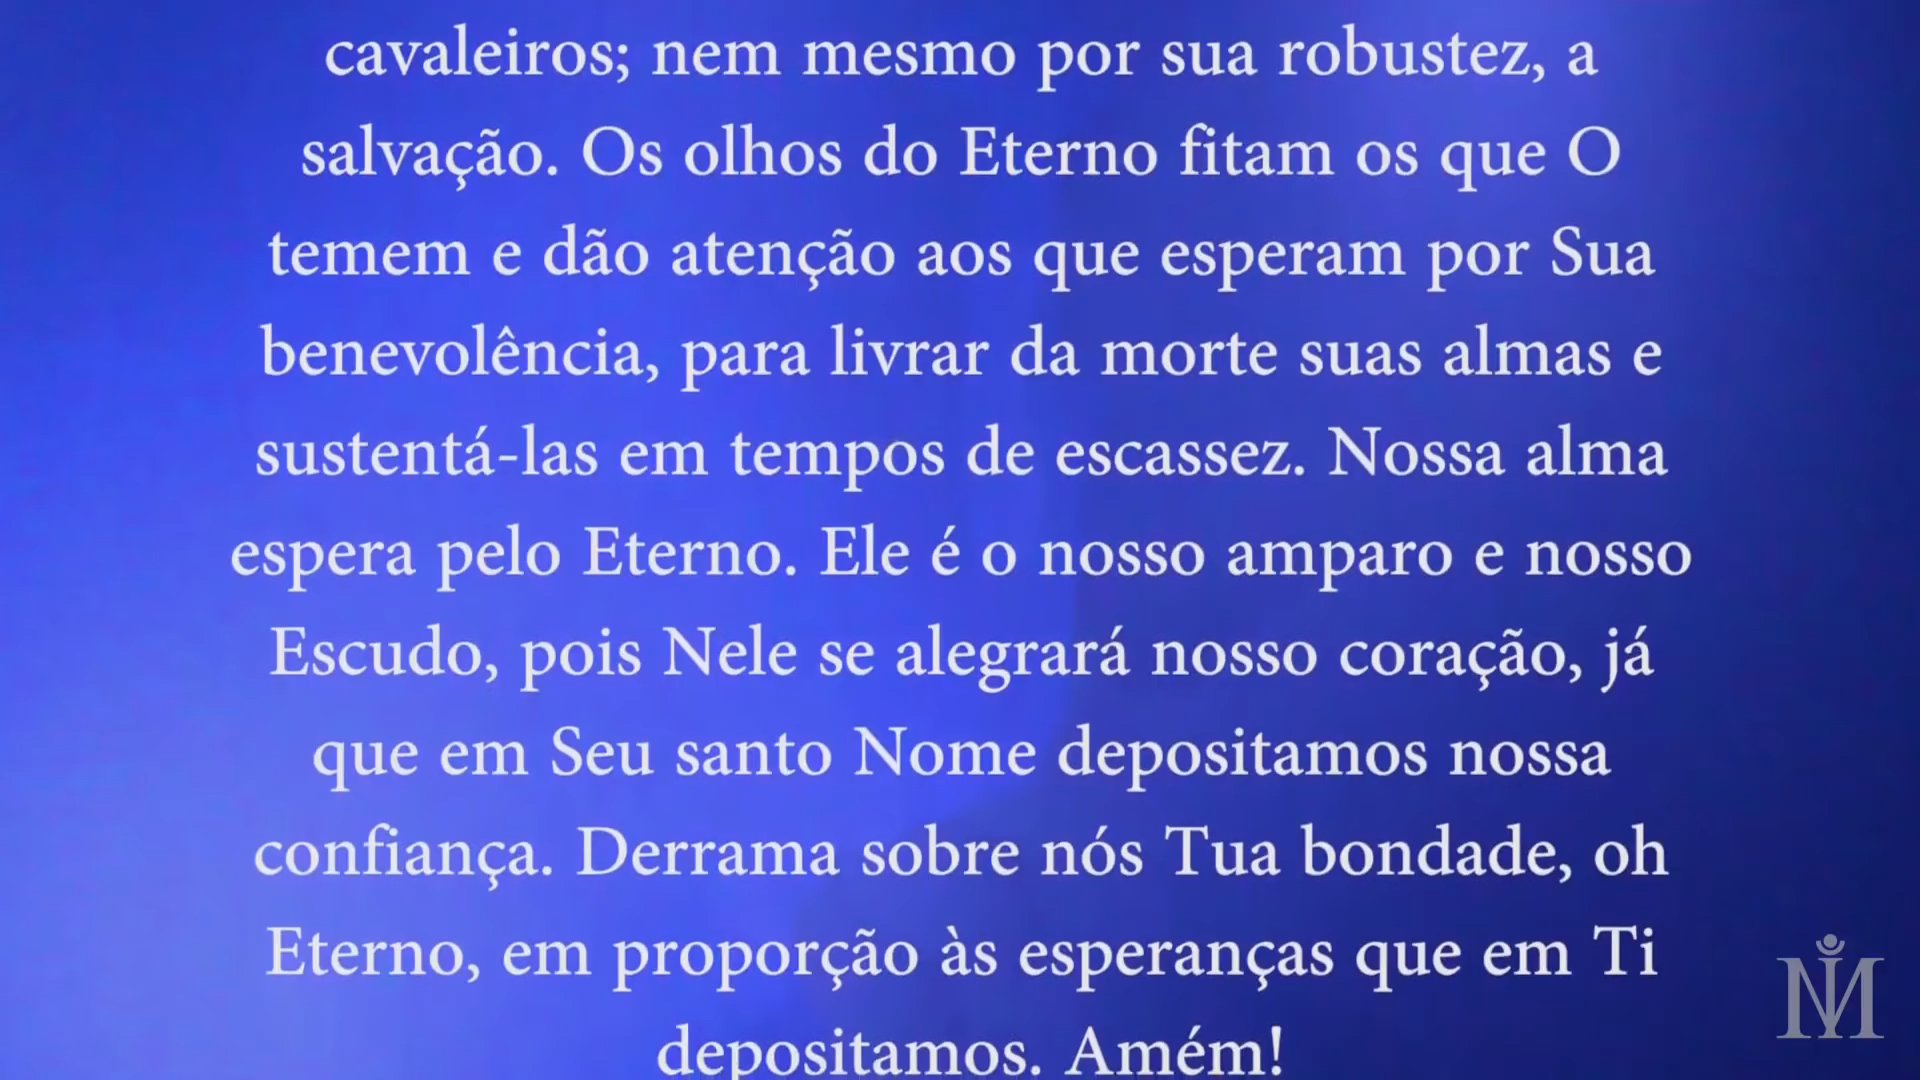 cavaleiros; nem mesmo por sua robustez, a
salvação. Os olhos do Eterno fitam os que O
temem e dão atenção aos que esperam por Sua
benevolência, para livrar da morte suas almas e
sustentá-las em tempos de escassez. Nossa alma
espera pelo Eterno. Ele é o nosso amparo e nosso
Escudo, pois Nele se alegrará nosso coração, já
que em Seu santo Nome depositamos nossa
confiança. Derrama sobre nós Tua bondade, oh
Eterno, em proporção às esperanças que em Ti
depositamos. Amém!